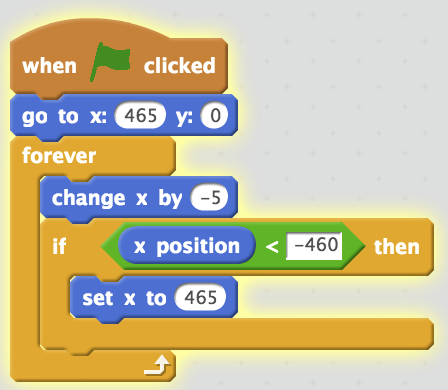 when clicked
go to x: 465 y: 0
forever
change x by -5
if x position < -460 then
set x to 465